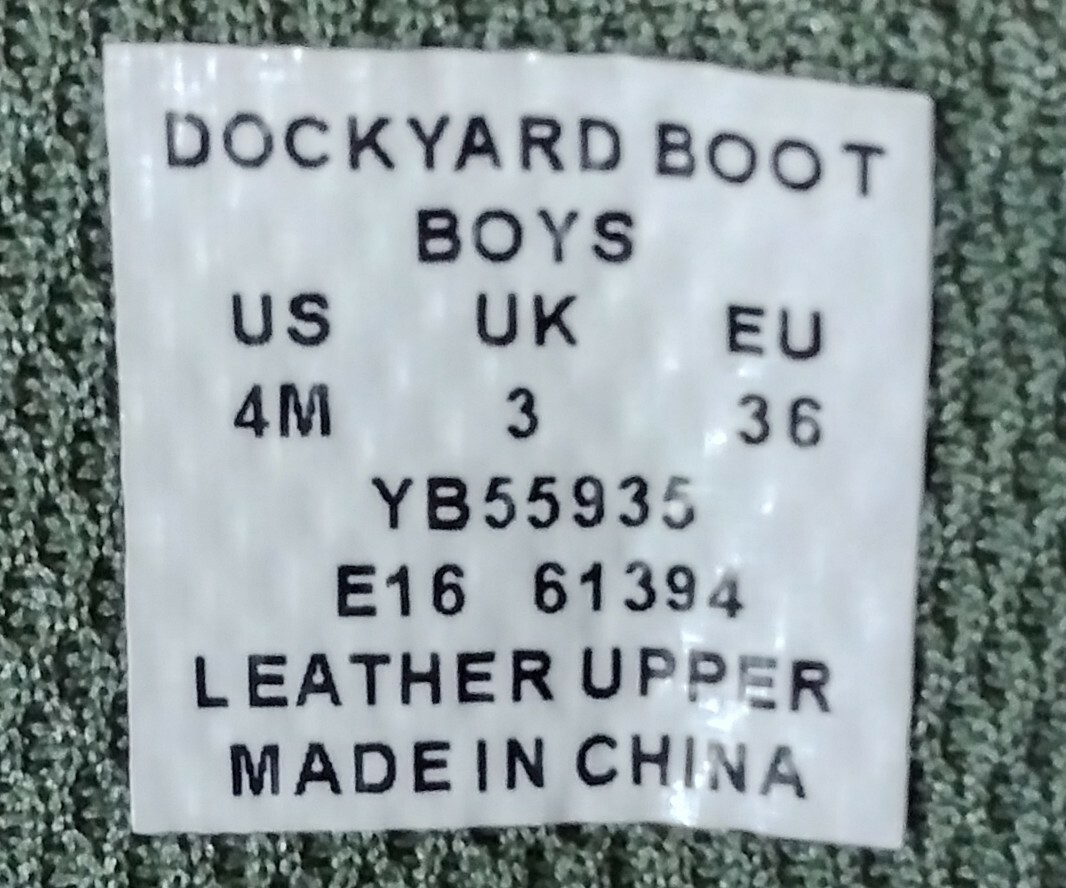 DOCKYARD BOOT
BOYS
US UK EU
4M 3 36
YB55935
E16 61394
LEATHER UPPER
MADE IN CHINA